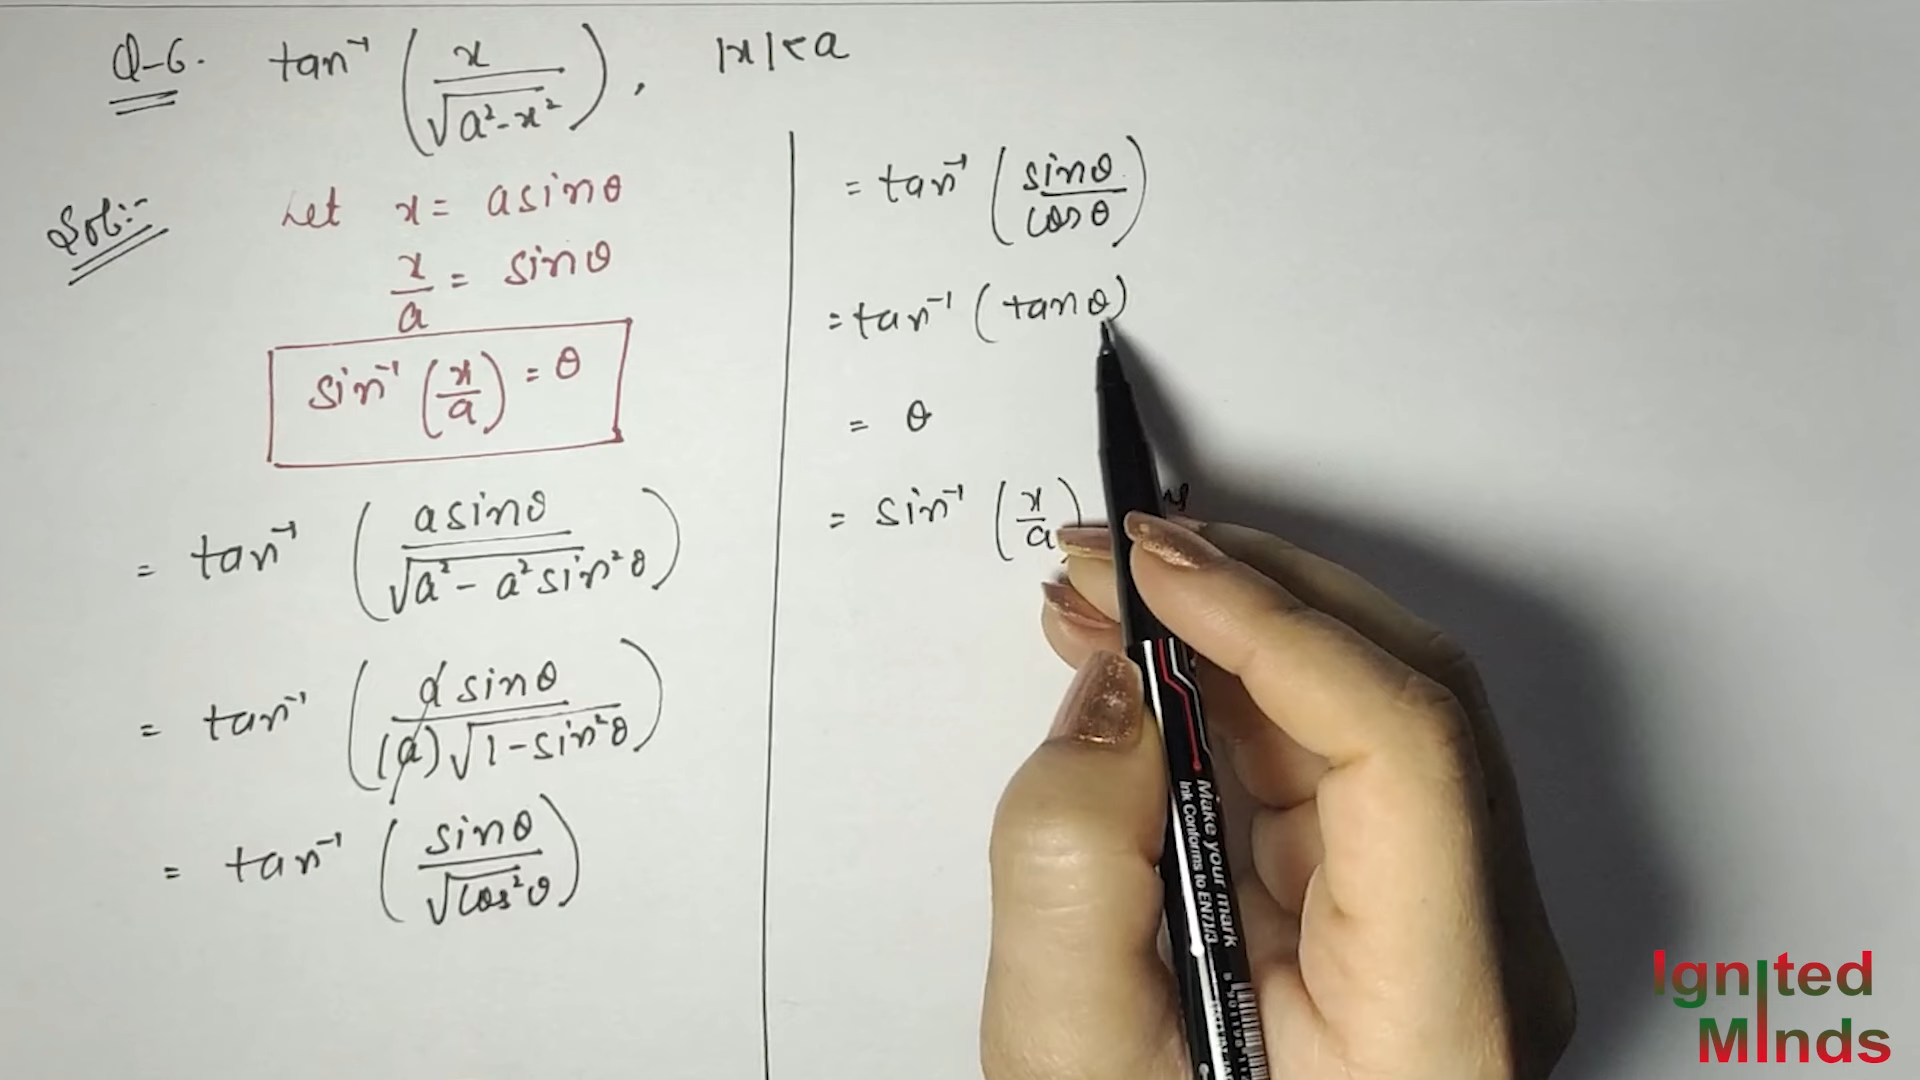 Q-6. tan⁻¹ (x / √a²-x²), |x|<a
Sol:-
Let x = a sinθ
x/a = sinθ
sin⁻¹ (x/a) = θ
= tan⁻¹ (a sinθ / √a² - a² sin²θ)
= tan⁻¹ (a sinθ / (a)√1-sin²θ)
= tan⁻¹ (sinθ / √cos²θ)
= tan⁻¹ (sinθ / cosθ)
= tan⁻¹ (tanθ)
= θ
= sin⁻¹ (x/a)
Make your mark
Ink Conforms to EN71/3
Ignited
Minds